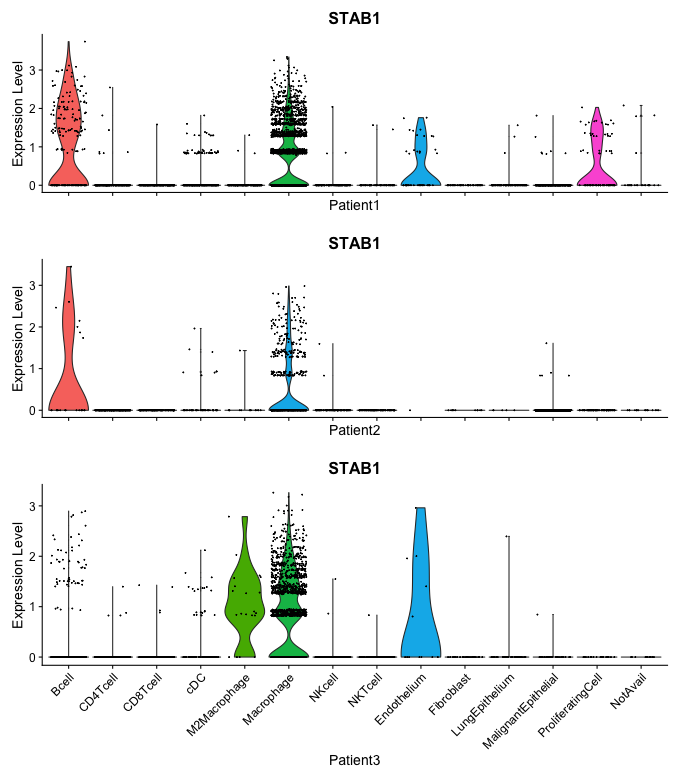 STAB1
Expression Level
3
2
1
0
Patient1
STAB1
Expression Level
3
2
1
0
Patient2
STAB1
Expression Level
3
2
1
0
Bcell
CD4Tcell
CD8Tcell
cDC
M2Macrophage
Macrophage
NKcell
NKTcell
Endothelium
Fibroblast
LungEpithelium
MalignantEpithelial
ProliferatingCell
NotAvail
Patient3